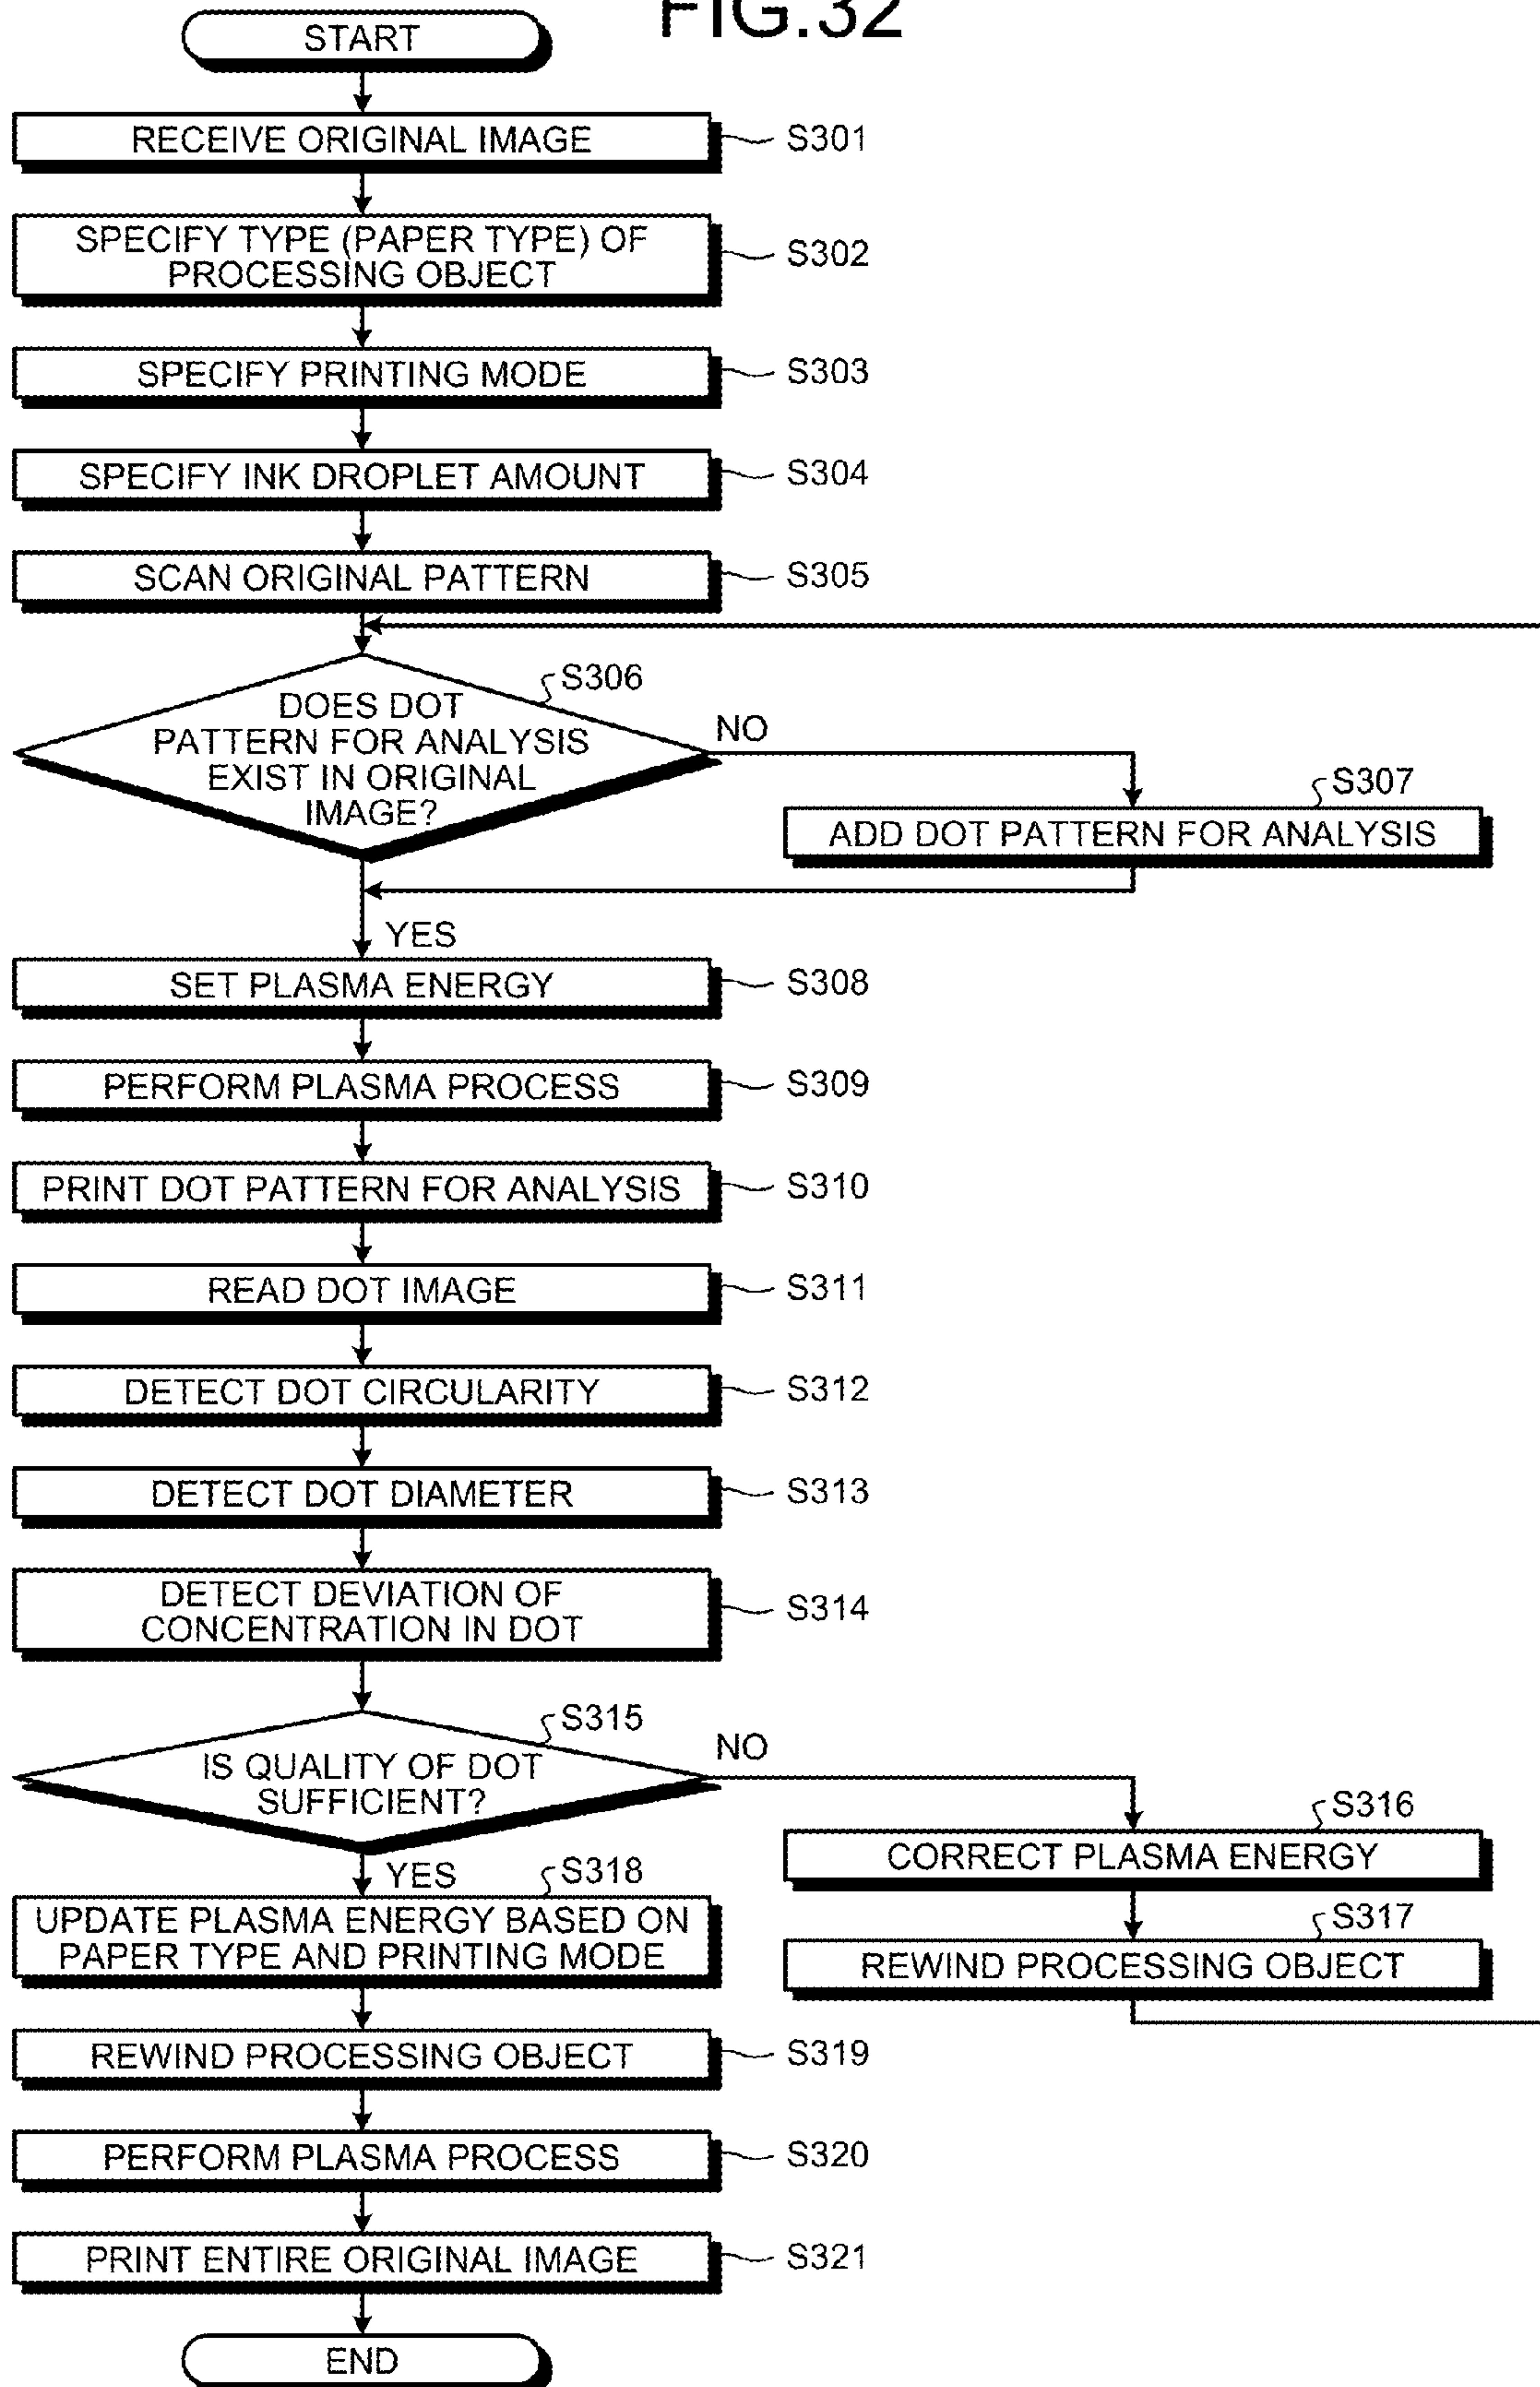 FIG.32
START
RECEIVE ORIGINAL IMAGE
S301
SPECIFY TYPE (PAPER TYPE) OF
PROCESSING OBJECT
S302
SPECIFY PRINTING MODE
S303
SPECIFY INK DROPLET AMOUNT
S304
SCAN ORIGINAL PATTERN
S305
S306
DOES DOT
PATTERN FOR ANALYSIS
EXIST IN ORIGINAL
IMAGE?
NO
S307
ADD DOT PATTERN FOR ANALYSIS
YES
SET PLASMA ENERGY
S308
PERFORM PLASMA PROCESS
S309
PRINT DOT PATTERN FOR ANALYSIS
S310
READ DOT IMAGE
S311
DETECT DOT CIRCULARITY
S312
DETECT DOT DIAMETER
S313
DETECT DEVIATION OF
CONCENTRATION IN DOT
S314
S315
IS QUALITY OF DOT
SUFFICIENT?
NO
S316
CORRECT PLASMA ENERGY
S317
REWIND PROCESSING OBJECT
YES
S318
UPDATE PLASMA ENERGY BASED ON
PAPER TYPE AND PRINTING MODE
REWIND PROCESSING OBJECT
S319
PERFORM PLASMA PROCESS
S320
PRINT ENTIRE ORIGINAL IMAGE
S321
END